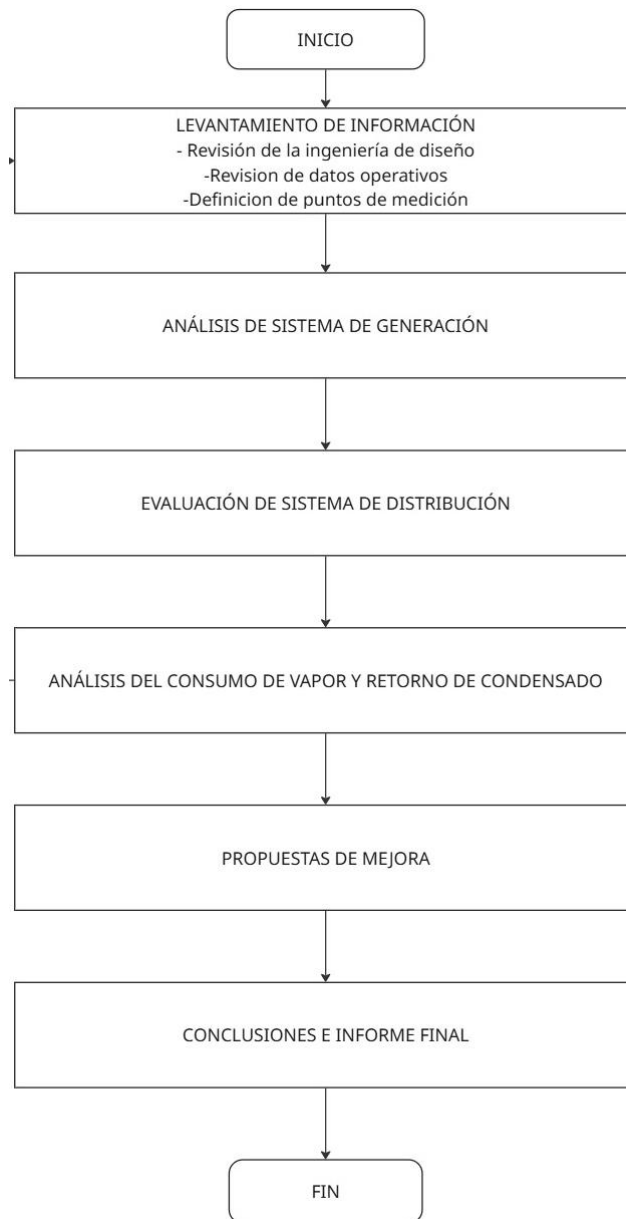 INICIO
LEVANTAMIENTO DE INFORMACIÓN
- Revisión de la ingeniería de diseño
-Revision de datos operativos
-Definicion de puntos de medición
ANÁLISIS DE SISTEMA DE GENERACIÓN
EVALUACIÓN DE SISTEMA DE DISTRIBUCIÓN
ANÁLISIS DEL CONSUMO DE VAPOR Y RETORNO DE CONDENSADO
PROPUESTAS DE MEJORA
CONCLUSIONES E INFORME FINAL
FIN